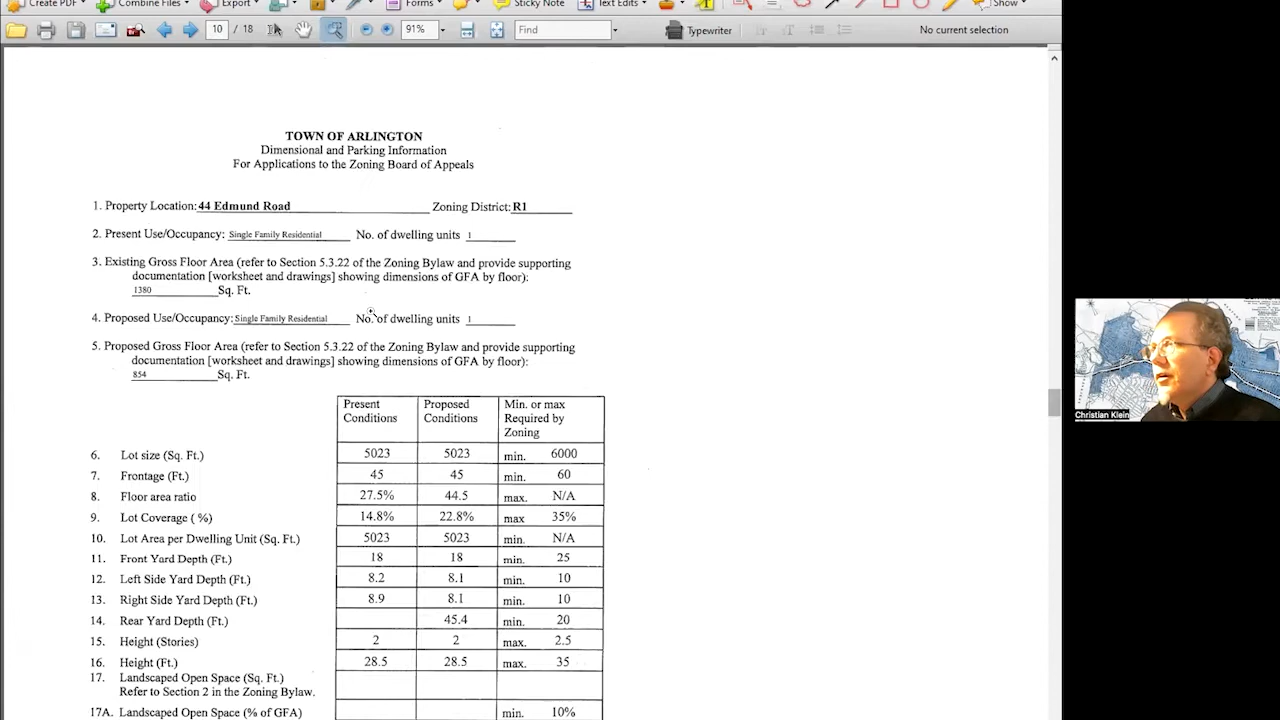 Create PDF Combine Files Export Forms Sticky Note Text Edits Show
10 / 18 91% Find Typewriter No current selection
TOWN OF ARLINGTON
Dimensional and Parking Information
For Applications to the Zoning Board of Appeals
1. Property Location: 44 Edmund Road Zoning District: R1
2. Present Use/Occupancy: Single Family Residential No. of dwelling units 1
3. Existing Gross Floor Area (refer to Section 5.3.22 of the Zoning Bylaw and provide supporting
documentation [worksheet and drawings] showing dimensions of GFA by floor):
1380 Sq. Ft.
4. Proposed Use/Occupancy: Single Family Residential No. of dwelling units 1
5. Proposed Gross Floor Area (refer to Section 5.3.22 of the Zoning Bylaw and provide supporting
documentation [worksheet and drawings] showing dimensions of GFA by floor):
854 Sq. Ft.
Present Conditions Proposed Conditions Min. or max Required by Zoning
6. Lot size (Sq. Ft.) 5023 5023 min. 6000
7. Frontage (Ft.) 45 45 min. 60
8. Floor area ratio 27.5% 44.5 max. N/A
9. Lot Coverage ( %) 14.8% 22.8% max 35%
10. Lot Area per Dwelling Unit (Sq. Ft.) 5023 5023 min. N/A
11. Front Yard Depth (Ft.) 18 18 min. 25
12. Left Side Yard Depth (Ft.) 8.2 8.1 min. 10
13. Right Side Yard Depth (Ft.) 8.9 8.1 min. 10
14. Rear Yard Depth (Ft.) 45.4 min. 20
15. Height (Stories) 2 2 max. 2.5
16. Height (Ft.) 28.5 28.5 max. 35
17. Landscaped Open Space (Sq. Ft.)
Refer to Section 2 in the Zoning Bylaw.
17A. Landscaped Open Space (% of GFA) min. 10%
Christian Klein